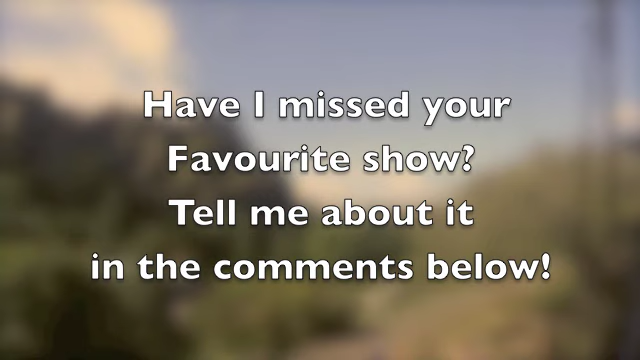 Have I missed your
Favourite show?
Tell me about it
in the comments below!